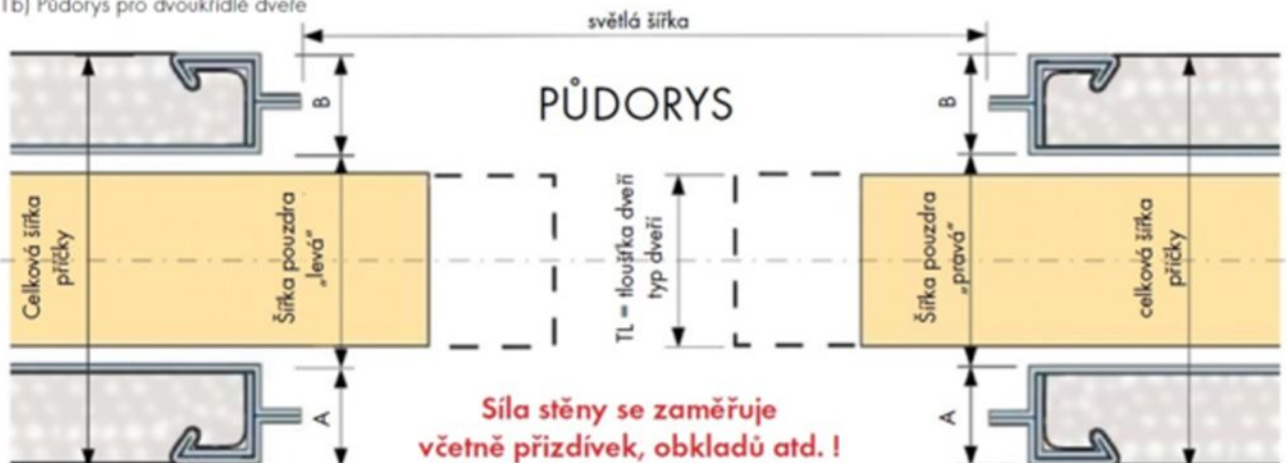 1b) Půdorys pro dvoukřídlé dveře
světlá šířka
B
PŮDORYS
B
Celková šířka
příčky
Šířka pouzdra
„levá“
TL = tloušťka dveří
typ dveří
Šířka pouzdra
„pravá“
celková šířka
příčky
A
Síla stěny se zaměřuje
včetně přizdívek, obkladů atd. !
A